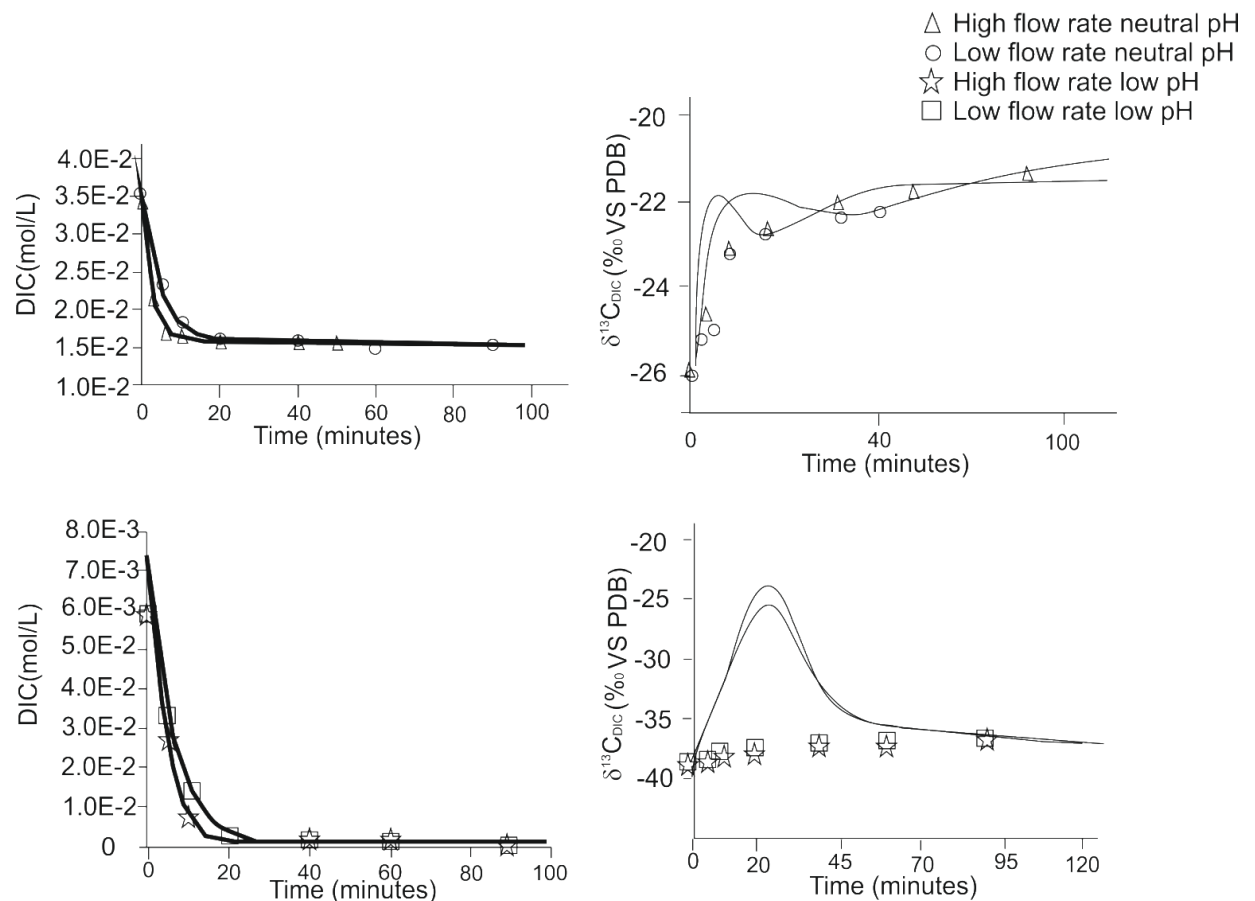 High flow rate neutral pH
Low flow rate neutral pH
High flow rate low pH
Low flow rate low pH
DIC(mol/L)
4.0E-2
3.5E-2
3.0E-2
2.5E-2
2.0E-2
1.5E-2
1.0E-2
0 20 40 60 80 100
Time (minutes)
δ¹³C_DIC (‰ VS PDB)
-20
-22
-24
-26
0 40 100
Time (minutes)
DIC(mol/L)
8.0E-3
7.0E-3
6.0E-2
5.0E-2
4.0E-2
3.0E-2
2.0E-2
1.0E-2
0
0 20 40 60 80 100
Time (minutes)
δ¹³C_DIC (‰ VS PDB)
-20
-25
-30
-35
-40
0 20 45 70 95 120
Time (minutes)